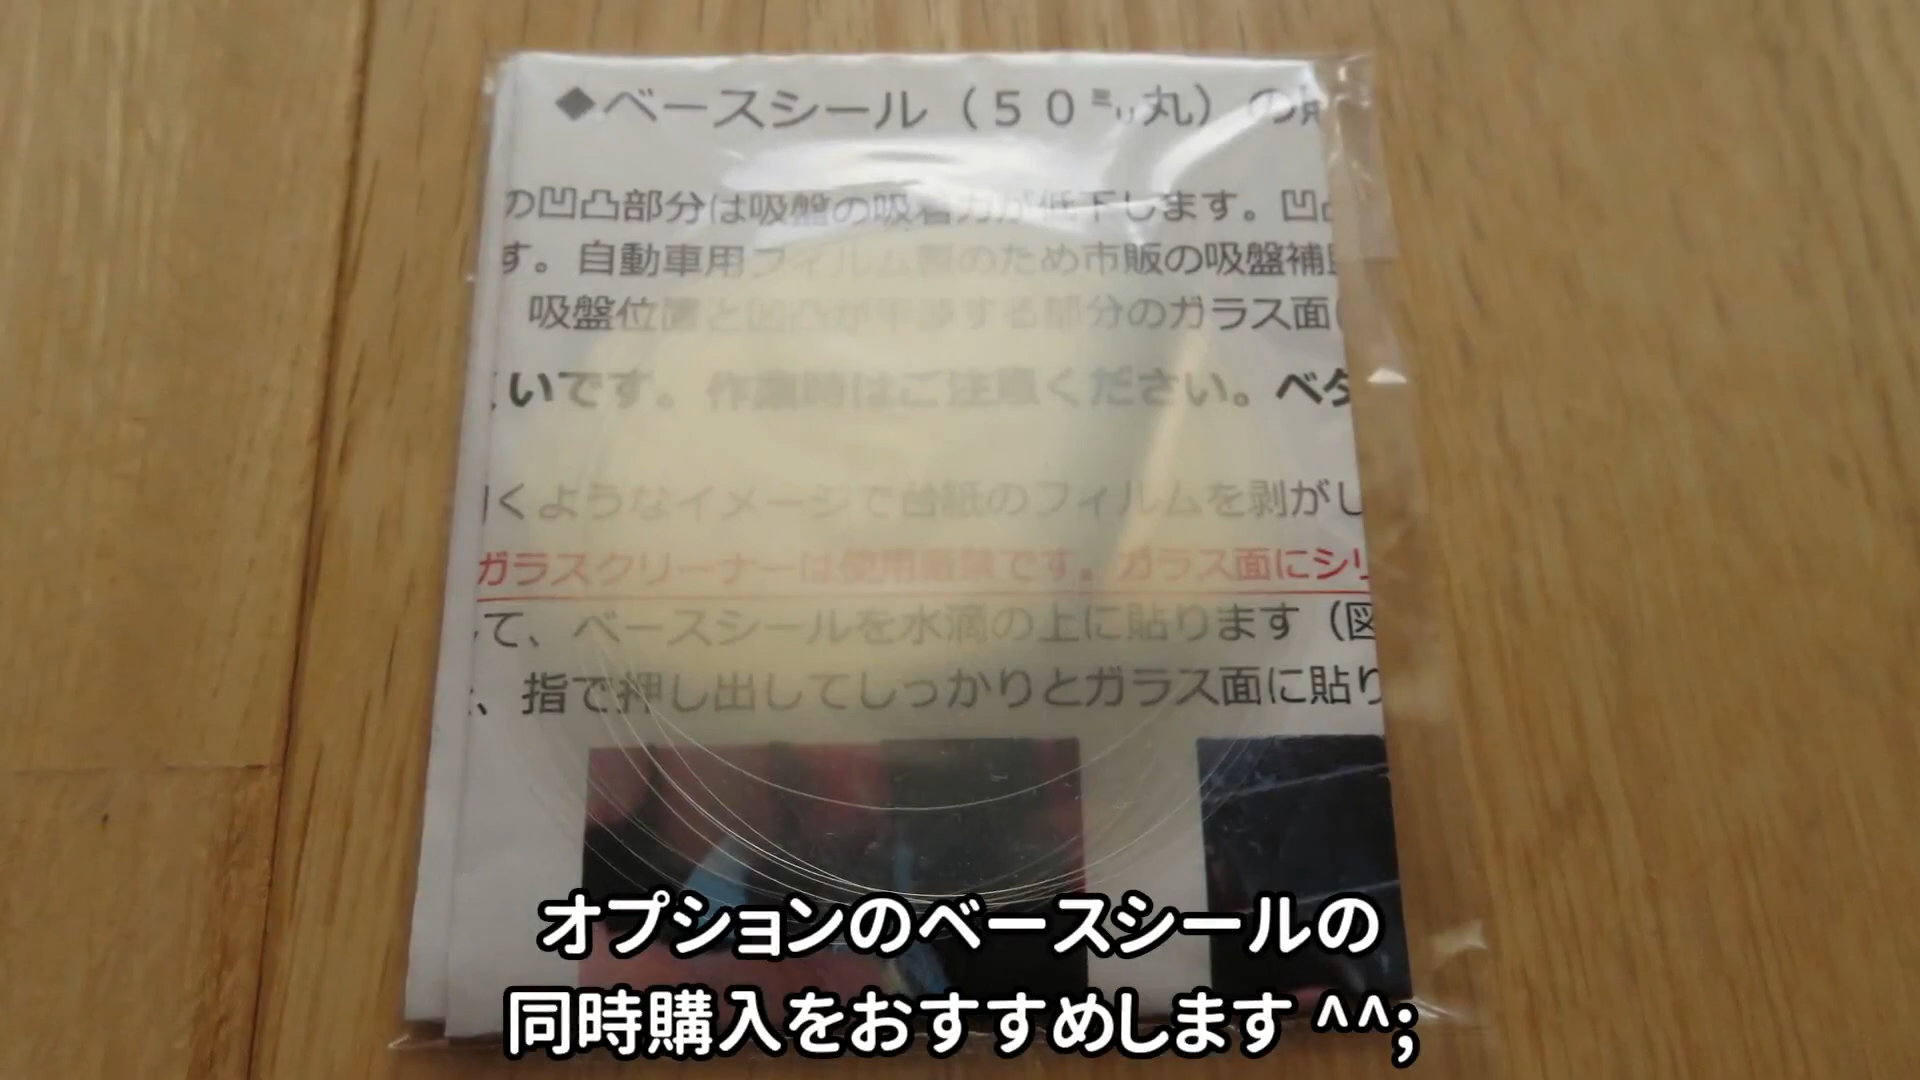 ◆ベースシール（５０㍉丸）の貼
の凹凸部分は吸盤の吸着力が低下します。凹凸
す。自動車用フィルム製のため市販の吸盤補助
吸盤位置と凹凸が干渉する部分のガラス面に
いです。作業時はご注意ください。ベタ
くようなイメージで台紙のフィルムを剥がし
ガラスクリーナーは使用厳禁です。ガラス面にシリ
て、ベースシールを水滴の上に貼ります（図
、指で押し出してしっかりとガラス面に貼り
オプションのベースシールの
同時購入をおすすめします ^^;